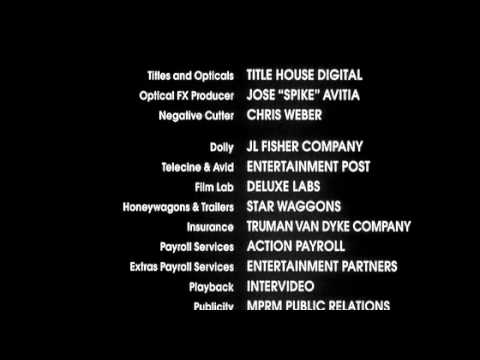 Titles and Opticals TITLE HOUSE DIGITAL
Optical FX Producer JOSE "SPIKE" AVITIA
Negative Cutter CHRIS WEBER
Dolly JL FISHER COMPANY
Telecine & Avid ENTERTAINMENT POST
Film Lab DELUXE LABS
Honeywagons & Trailers STAR WAGGONS
Insurance TRUMAN VAN DYKE COMPANY
Payroll Services ACTION PAYROLL
Extras Payroll Services ENTERTAINMENT PARTNERS
Playback INTERVIDEO
Publicity MPRM PUBLIC RELATIONS